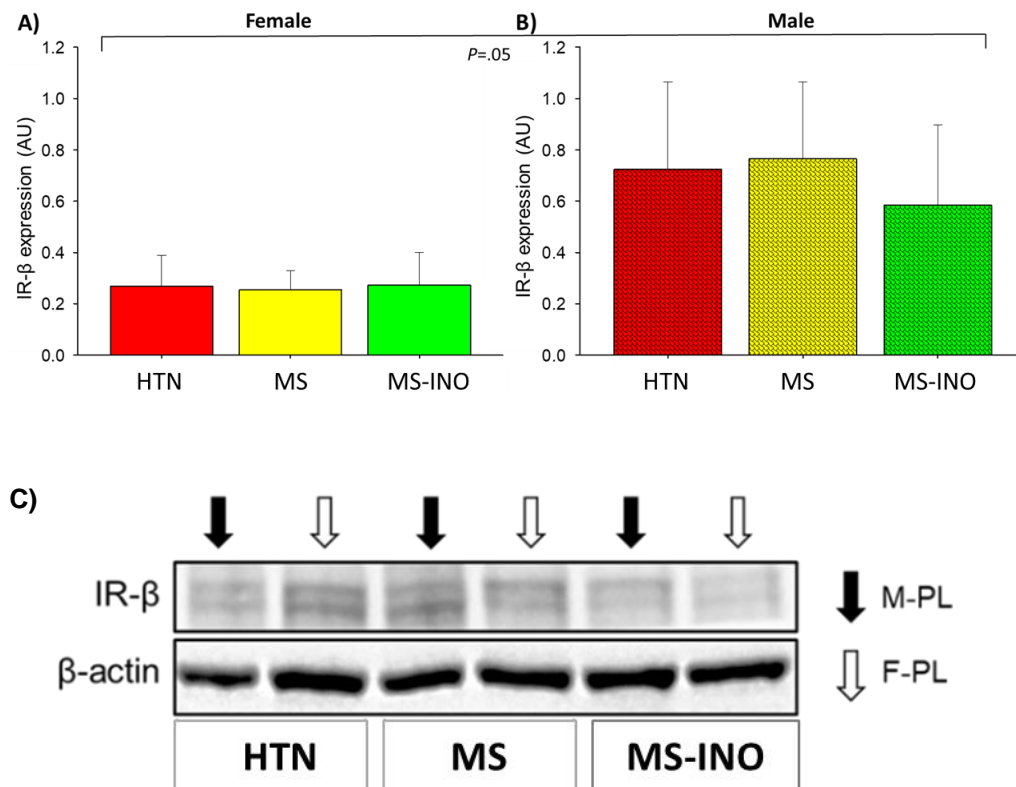 A)
Female
B)
Male
P=.05
IR-β expression (AU)
1.2
1.0
0.8
0.6
0.4
0.2
0.0
HTN
MS
MS-INO
IR-β expression (AU)
1.2
1.0
0.8
0.6
0.4
0.2
0.0
HTN
MS
MS-INO
C)
IR-β
M-PL
β-actin
F-PL
HTN
MS
MS-INO